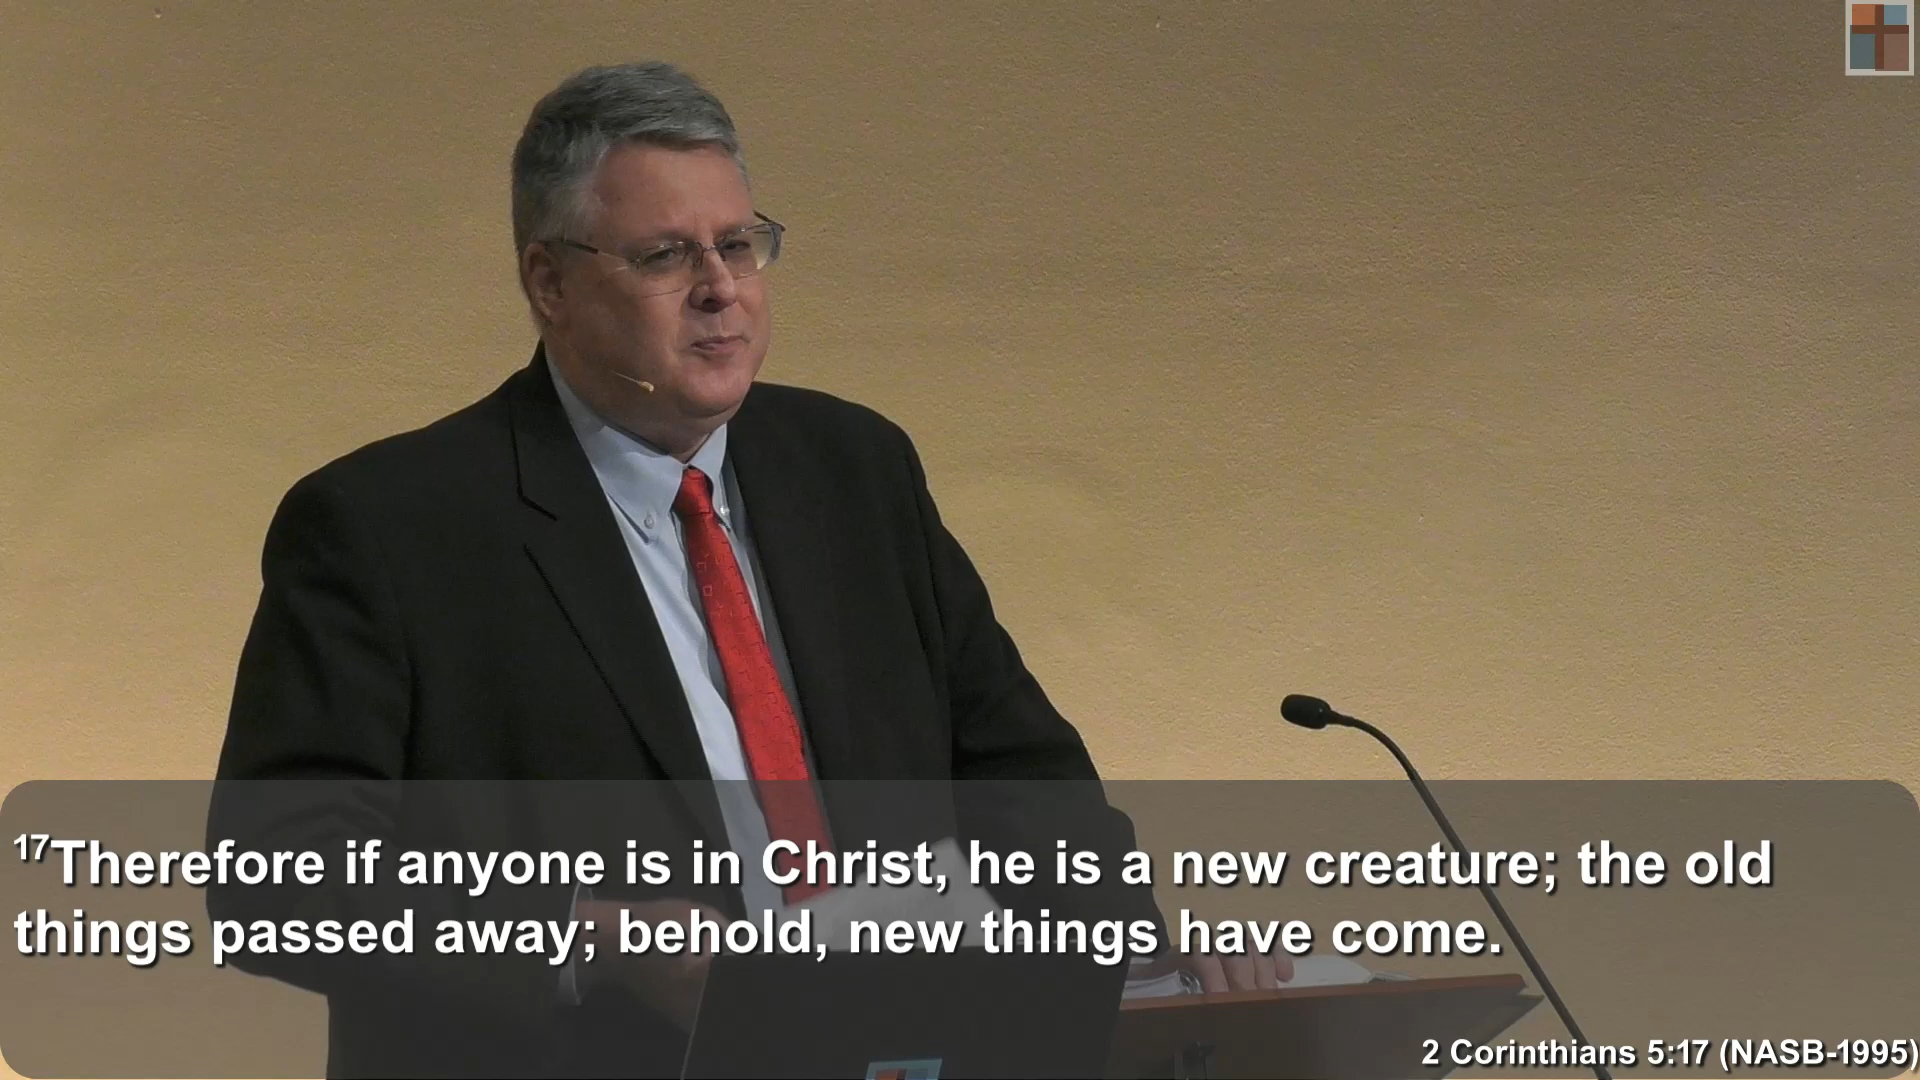 17Therefore if anyone is in Christ, he is a new creature; the old
things passed away; behold, new things have come.
2 Corinthians 5:17 (NASB-1995)